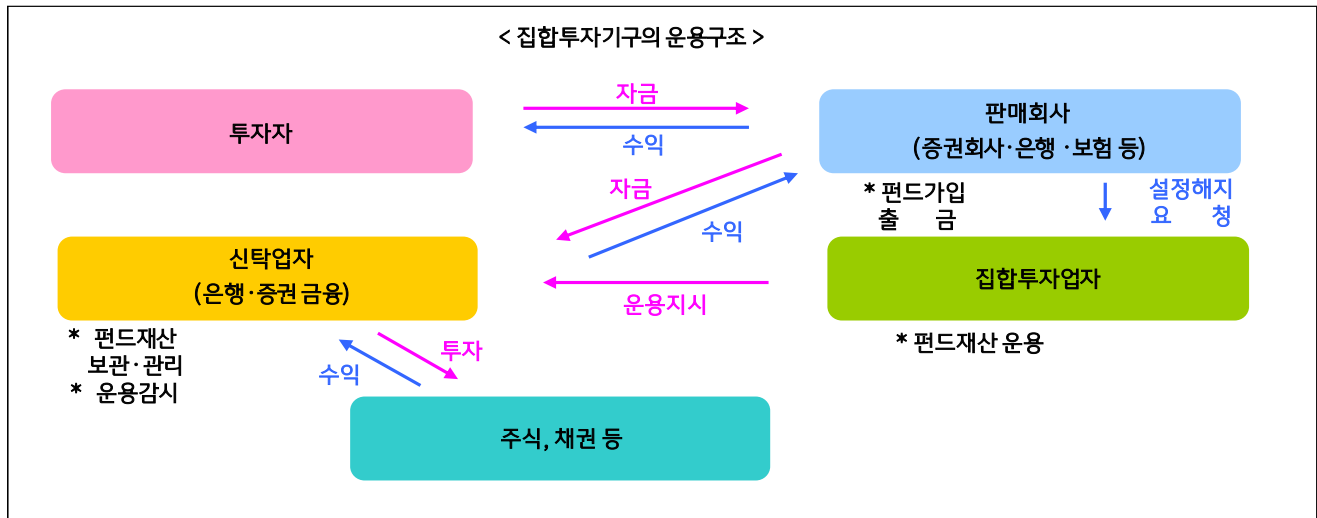 < 집합투자기구의 운용구조 >
투자자
자금
수익
판매회사
(증권회사·은행 ·보험 등)
자금
수익
* 펀드가입
출 금
설정해지
요 청
신탁업자
(은행·증권 금융)
운용지시
집합투자업자
* 펀드재산
보관·관리
* 운용감시
수익
투자
* 펀드재산 운용
주식, 채권 등